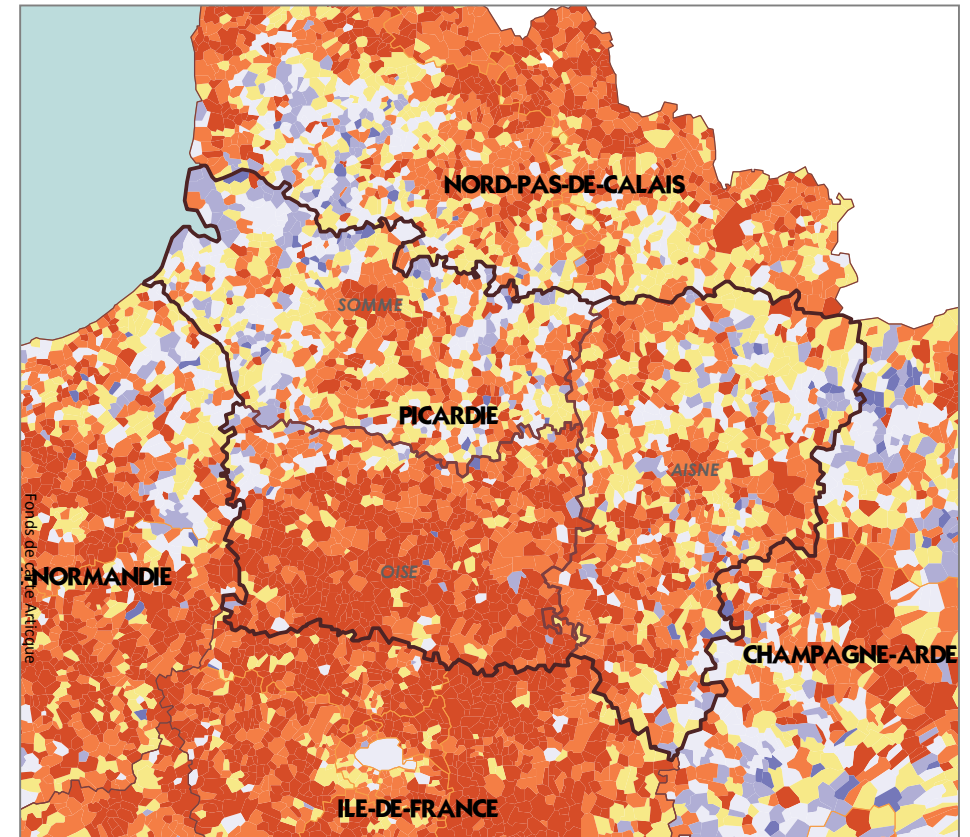 NORD-PAS-DE-CALAIS
SOMME
PICARDIE
AISNE
OISE
NORMANDIE
Fonds de carte Articque
CHAMPAGNE-ARDE
ILE-DE-FRANCE